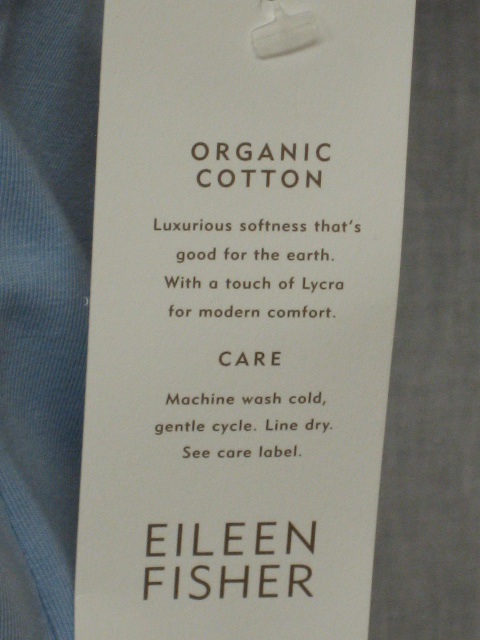 ORGANIC
COTTON
Luxurious softness that's
good for the earth.
With a touch of Lycra
for modern comfort.
CARE
Machine wash cold,
gentle cycle. Line dry.
See care label.
EILEEN
FISHER